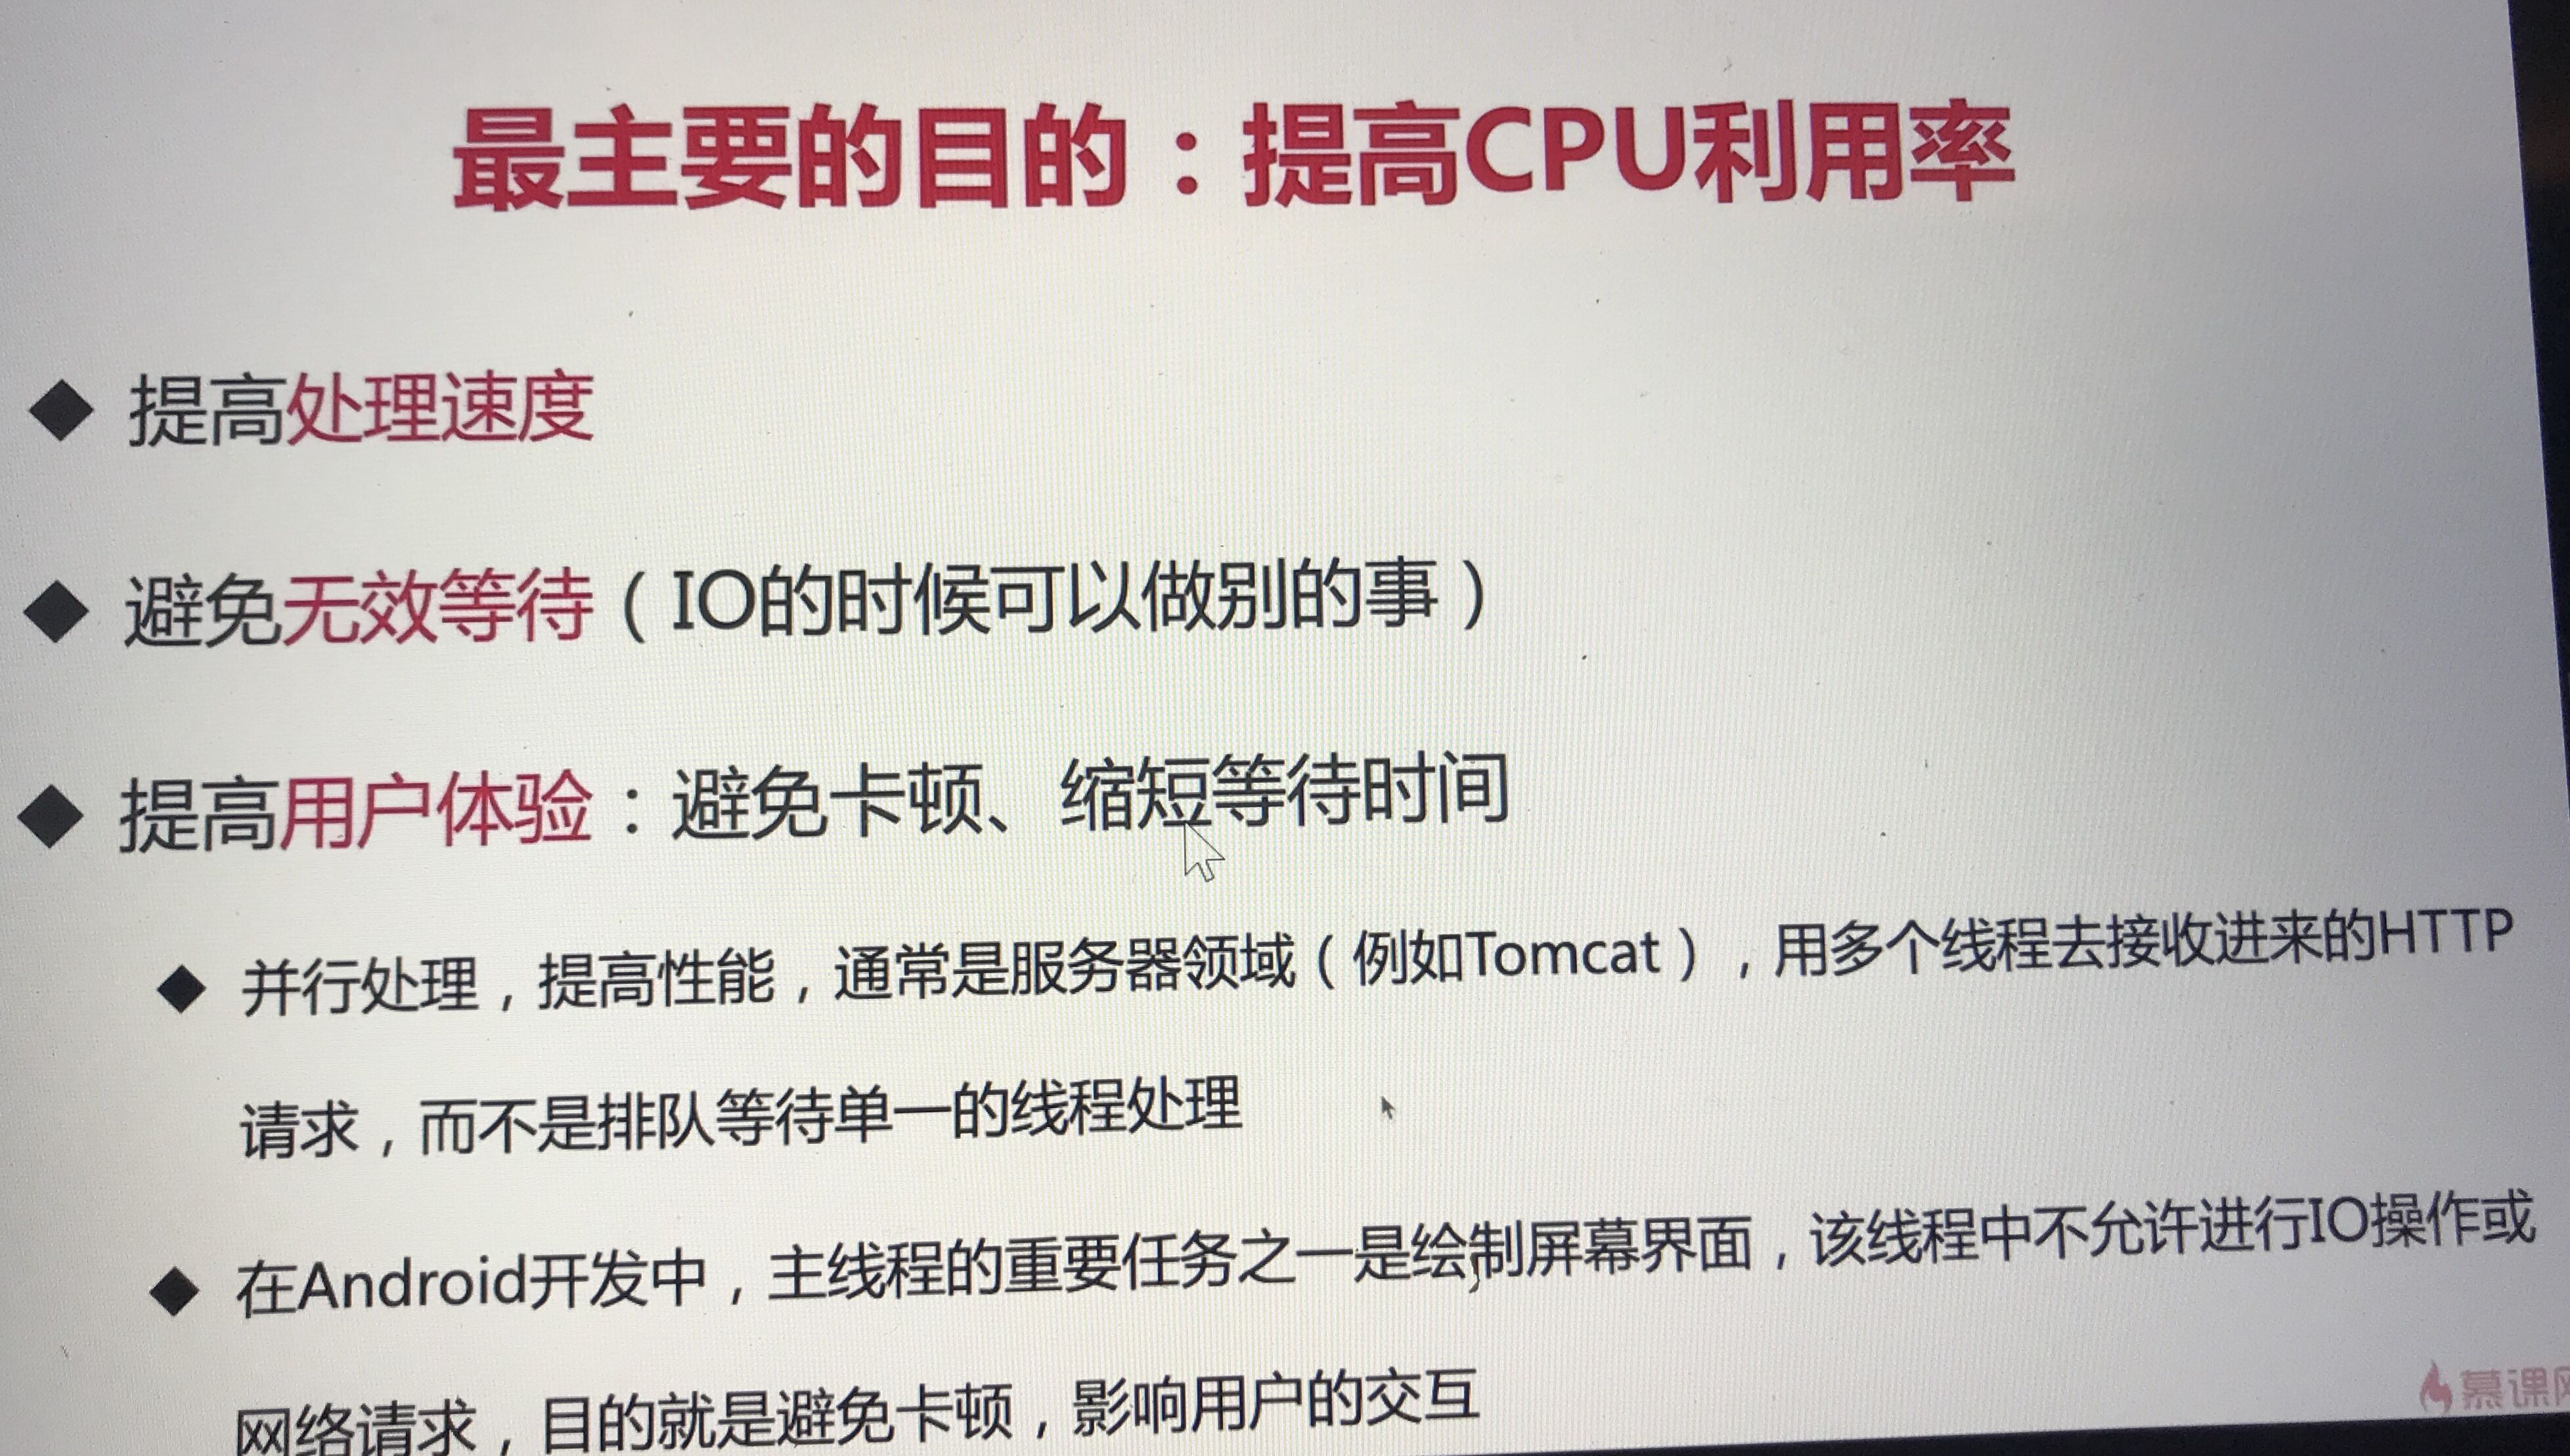 最主要的目的：提高CPU利用率
◆ 提高处理速度
◆ 避免无效等待（IO的时候可以做别的事）
◆ 提高用户体验：避免卡顿、缩短等待时间
◆ 并行处理，提高性能，通常是服务器领域（例如Tomcat），用多个线程去接收进来的HTTP
请求，而不是排队等待单一的线程处理
◆ 在Android开发中，主线程的重要任务之一是绘制屏幕界面，该线程中不允许进行IO操作或
网络请求，目的就是避免卡顿，影响用户的交互
慕课网